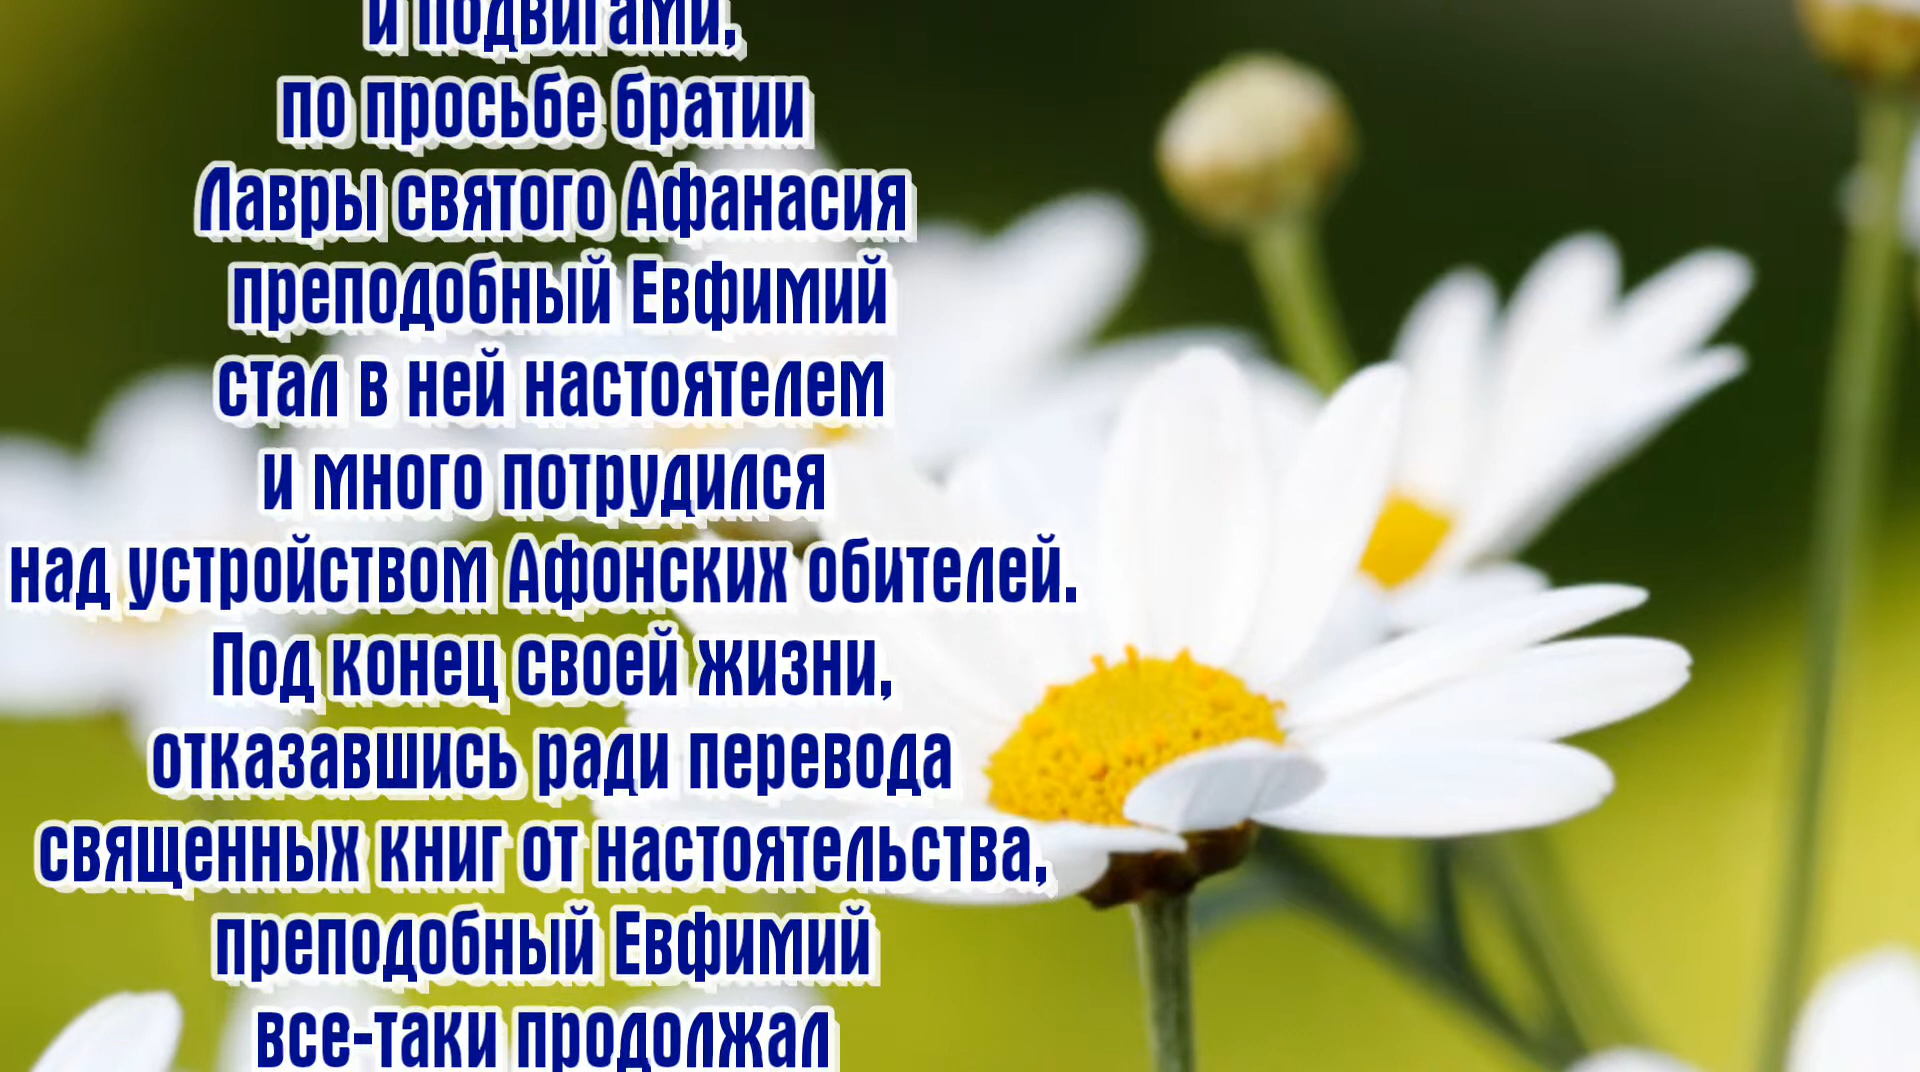 и подвигами,
по просьбе братии
Лавры святого Афанасия
преподобный Евфимий
стал в ней настоятелем
и много потрудился
над устройством Афонских обителей.
Под конец своей жизни,
отказавшись ради перевода
священных книг от настоятельства,
преподобный Евфимий
все-таки продолжал